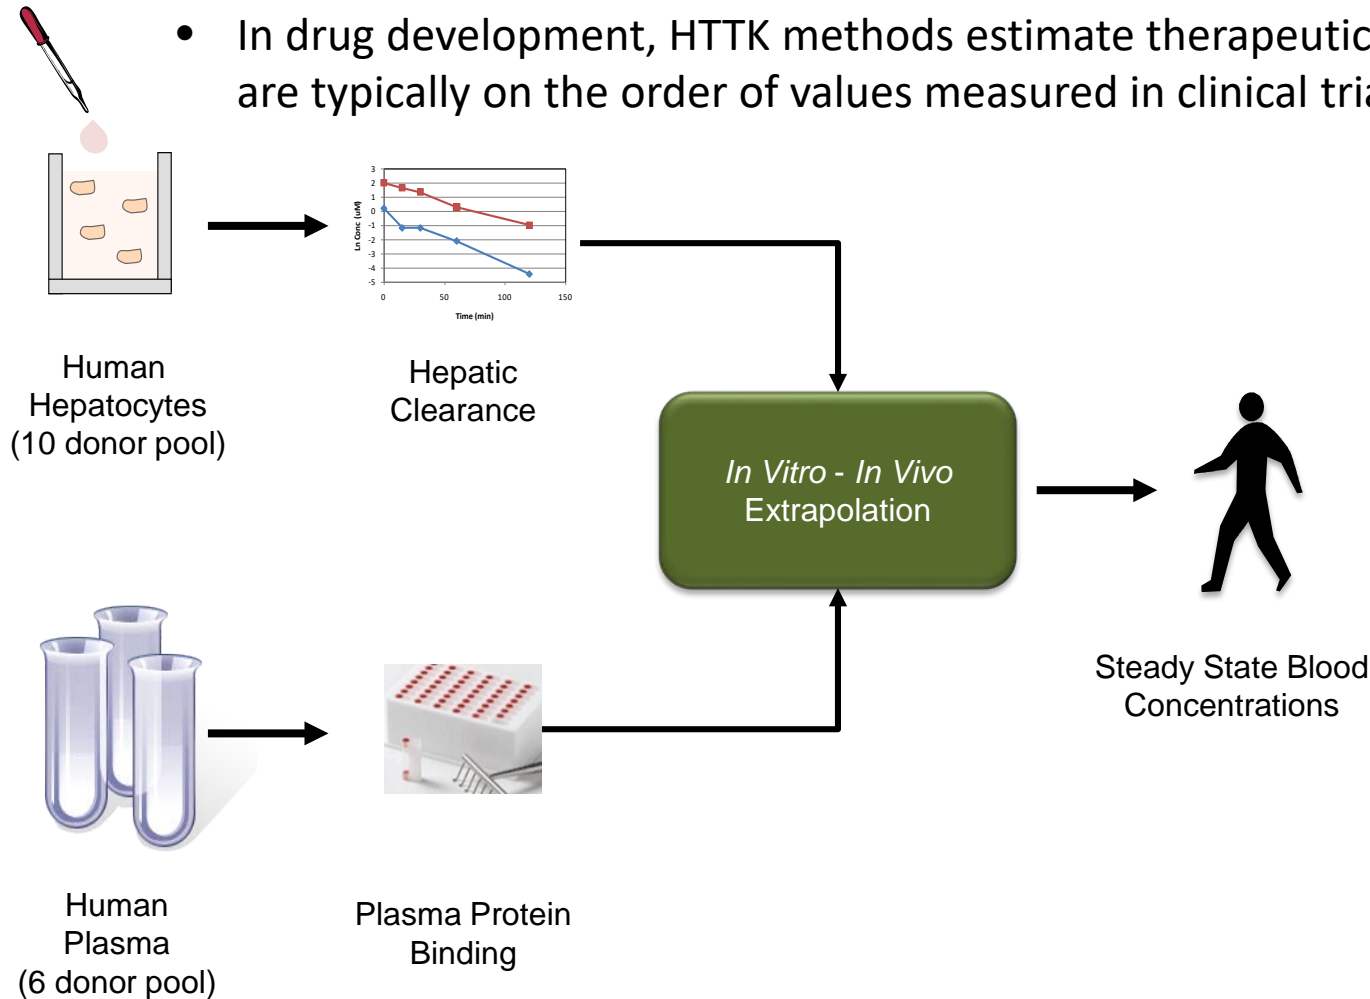 • In drug development, HTTK methods estimate therapeutic
are typically on the order of values measured in clinical tria
3
2
1
0
-1
-2
-3
-4
-5
Ln Conc (uM)
0 50 100 150
Time (min)
Human
Hepatocytes
(10 donor pool)
Hepatic
Clearance
In Vitro - In Vivo
Extrapolation
Steady State Blood
Concentrations
Human
Plasma
(6 donor pool)
Plasma Protein
Binding